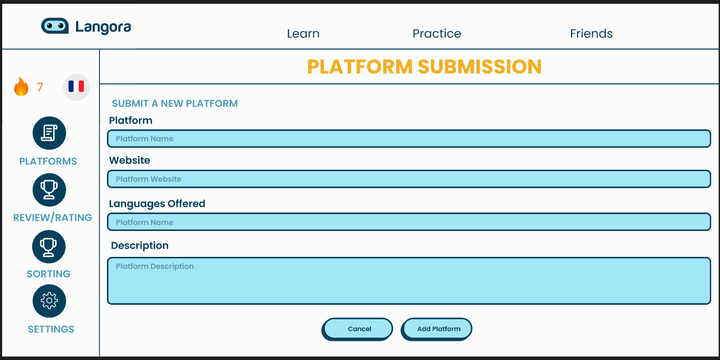 Langora
Learn
Practice
Friends
PLATFORM SUBMISSION
7
PLATFORMS
REVIEW/RATING
SORTING
SETTINGS
SUBMIT A NEW PLATFORM
Platform
Platform Name
Website
Platform Website
Languages Offered
Platform Name
Description
Platform Description
Cancel
Add Platform